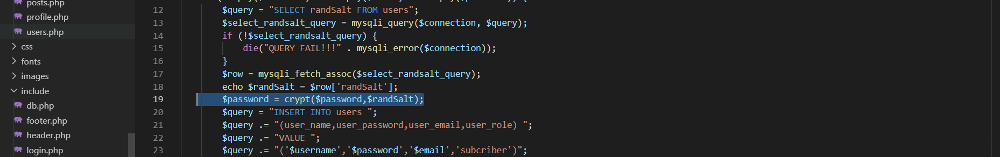 posts.php
profile.php
users.php
css
fonts
images
include
db.php
footer.php
header.php
login.php
12 $query = "SELECT randSalt FROM users";
13 $select_randsalt_query = mysqli_query($connection, $query);
14 if (!$select_randsalt_query) {
15 die("QUERY FAIL!!!" . mysqli_error($connection));
16 }
17 $row = mysqli_fetch_assoc($select_randsalt_query);
18 echo $randSalt = $row['randSalt'];
19 $password = crypt($password,$randSalt);
20 $query = "INSERT INTO users ";
21 $query .= "(user_name,user_password,user_email,user_role) ";
22 $query .= "VALUE ";
23 $query .= "('$username','$password','$email','subcriber')";